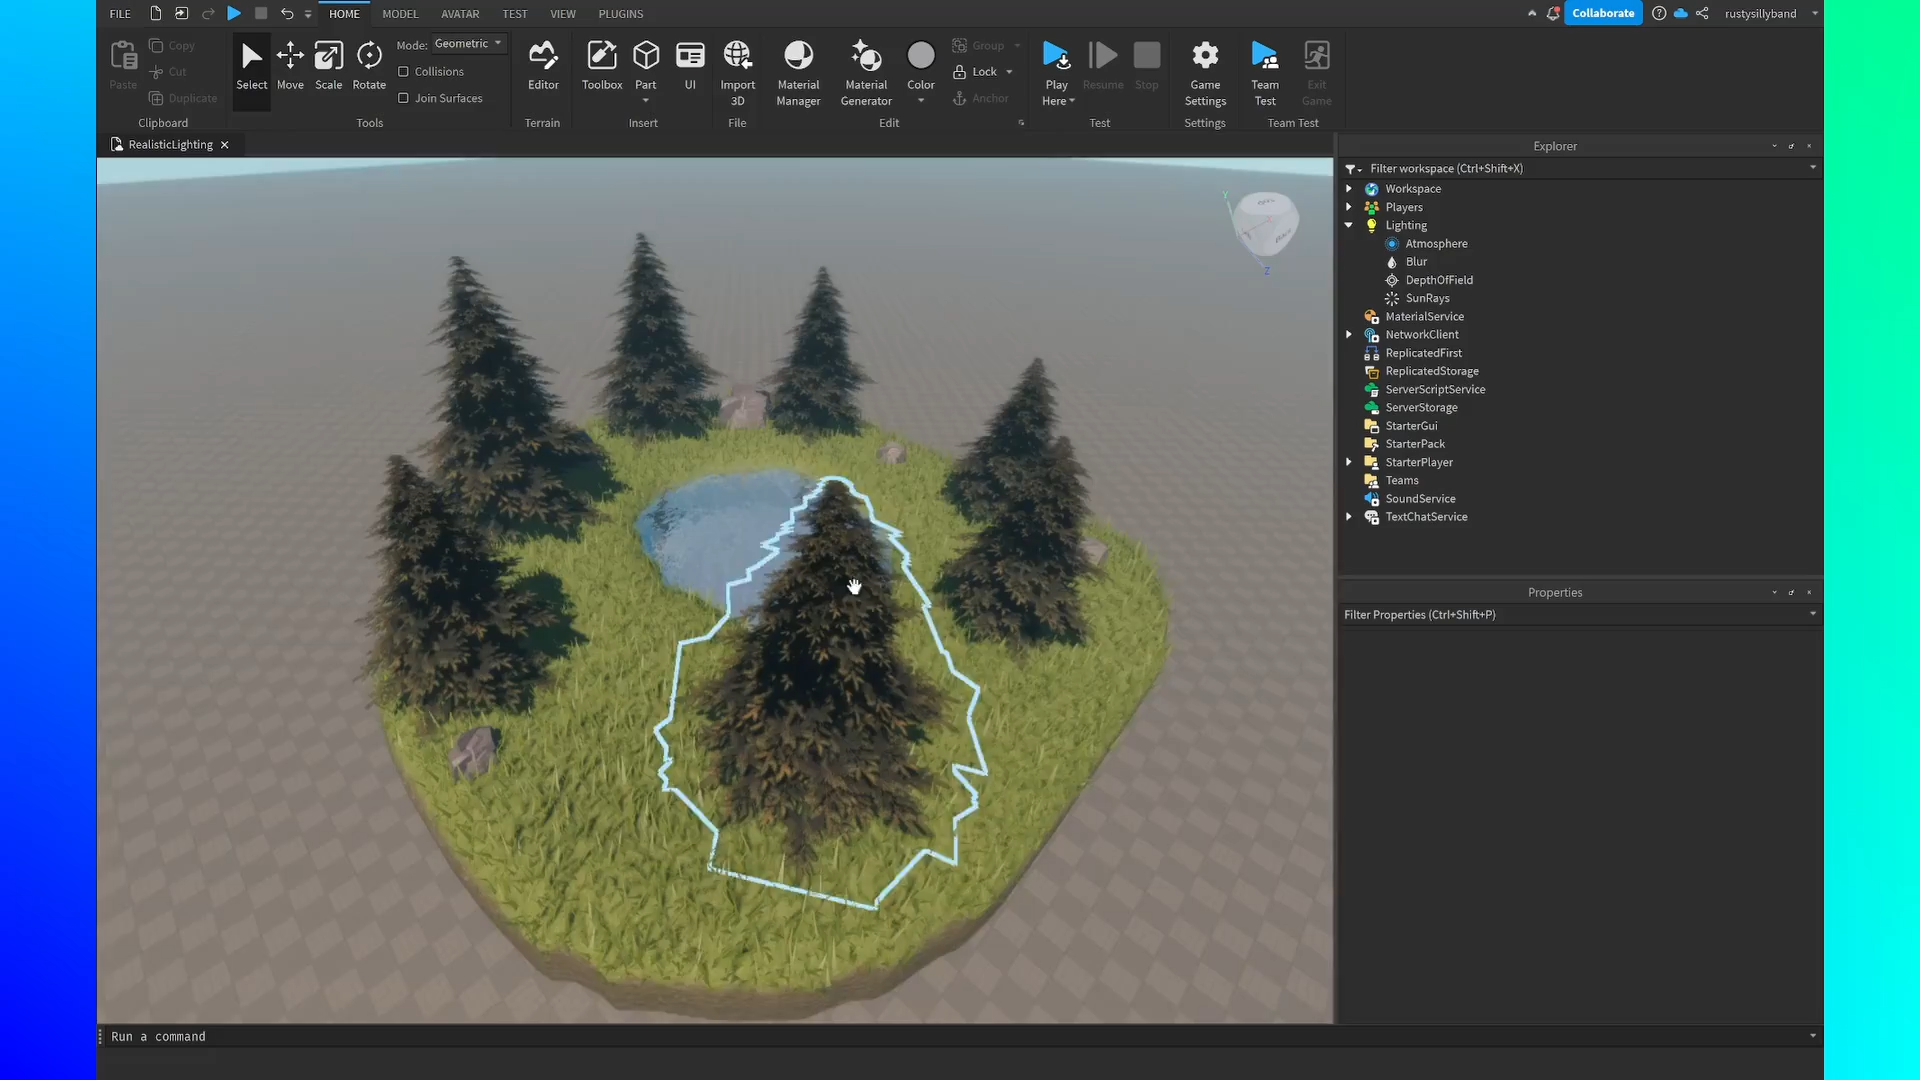 FILE HOME MODEL AVATAR TEST VIEW PLUGINS Collaborate rustysillyband
Paste Copy Cut Duplicate
Clipboard
Select Move Scale Rotate
Mode: Geometric
Collisions
Join Surfaces
Tools
Editor
Terrain
Toolbox Part UI
Insert
Import 3D
File
Material Manager Material Generator Color
Group
Lock
Anchor
Edit
Play Here Resume Stop
Test
Game Settings
Settings
Team Test Exit Game
Team Test
RealisticLighting
Y
Z
Explorer
Filter workspace (Ctrl+Shift+X)
Workspace
Players
Lighting
Atmosphere
Blur
DepthOfField
SunRays
MaterialService
NetworkClient
ReplicatedFirst
ReplicatedStorage
ServerScriptService
ServerStorage
StarterGui
StarterPack
StarterPlayer
Teams
SoundService
TextChatService
Properties
Filter Properties (Ctrl+Shift+P)
Run a command